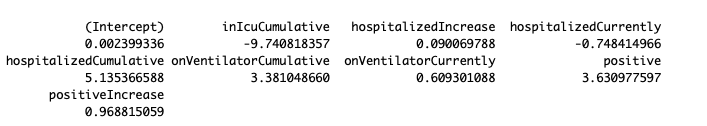 (Intercept) inIcuCumulative hospitalizedIncrease hospitalizedCurrently
0.002399336 -9.740818357 0.090069788 -0.748414966
hospitalizedCumulative onVentilatorCumulative onVentilatorCurrently positive
5.135366588 3.381048660 0.609301088 3.630977597
positiveIncrease
0.968815059